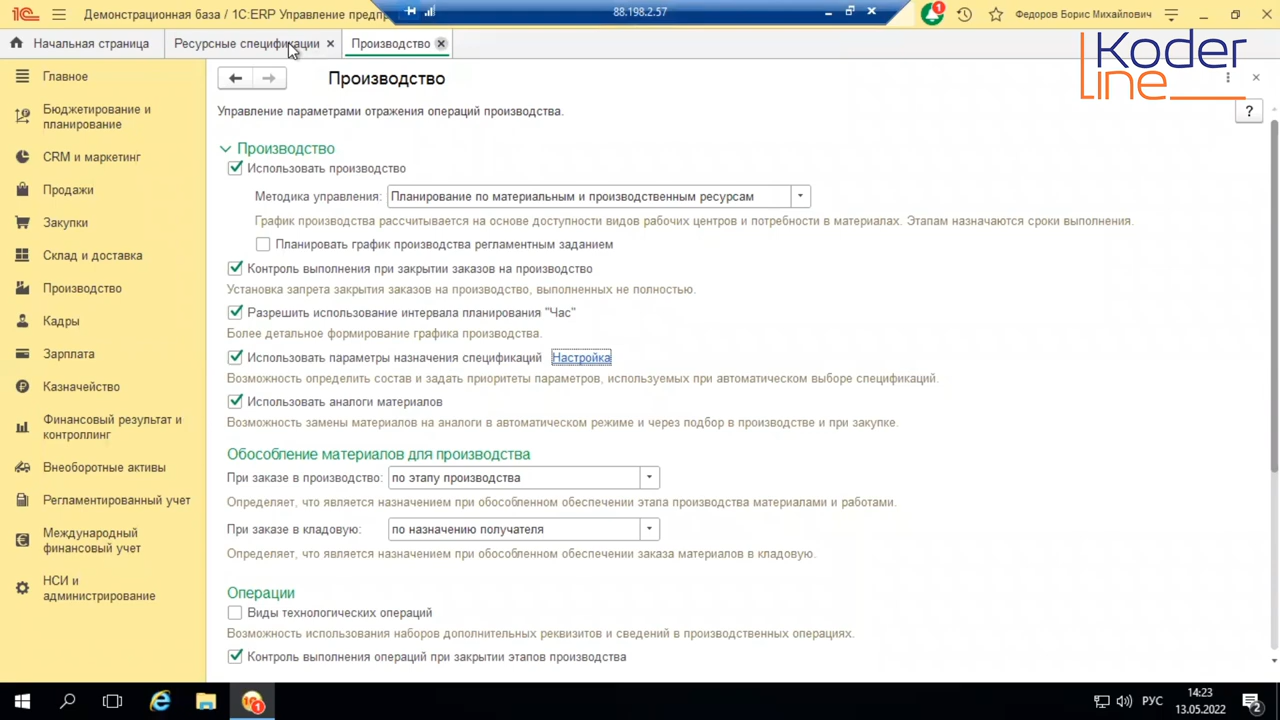 Демонстрационная база / 1С:ERP Управление предпр
88.198.2.57
1
Федоров Борис Михайлович
Начальная страница
Ресурсные спецификации
Производство
Koder line
Главное
Бюджетирование и
планирование
CRM и маркетинг
Продажи
Закупки
Склад и доставка
Производство
Кадры
Зарплата
Казначейство
Финансовый результат и
контроллинг
Внеоборотные активы
Регламентированный учет
Международный
финансовый учет
НСИ и
администрирование
Производство
Управление параметрами отражения операций производства.
?
Производство
Использовать производство
Методика управления: Планирование по материальным и производственным ресурсам
График производства рассчитывается на основе доступности видов рабочих центров и потребности в материалах. Этапам назначаются сроки выполнения.
Планировать график производства регламентным заданием
Контроль выполнения при закрытии заказов на производство
Установка запрета закрытия заказов на производство, выполненных не полностью.
Разрешить использование интервала планирования "Час"
Более детальное формирование графика производства.
Использовать параметры назначения спецификаций Настройка
Возможность определить состав и задать приоритеты параметров, используемых при автоматическом выборе спецификаций.
Использовать аналоги материалов
Возможность замены материалов на аналоги в автоматическом режиме и через подбор в производстве и при закупке.
Обособление материалов для производства
При заказе в производство: по этапу производства
Определяет, что является назначением при обособленном обеспечении этапа производства материалами и работами.
При заказе в кладовую: по назначению получателя
Определяет, что является назначением при обособленном обеспечении заказа материалов в кладовую.
Операции
Виды технологических операций
Возможность использования наборов дополнительных реквизитов и сведений в производственных операциях.
Контроль выполнения операций при закрытии этапов производства
1
РУС
14:23
13.05.2022
2